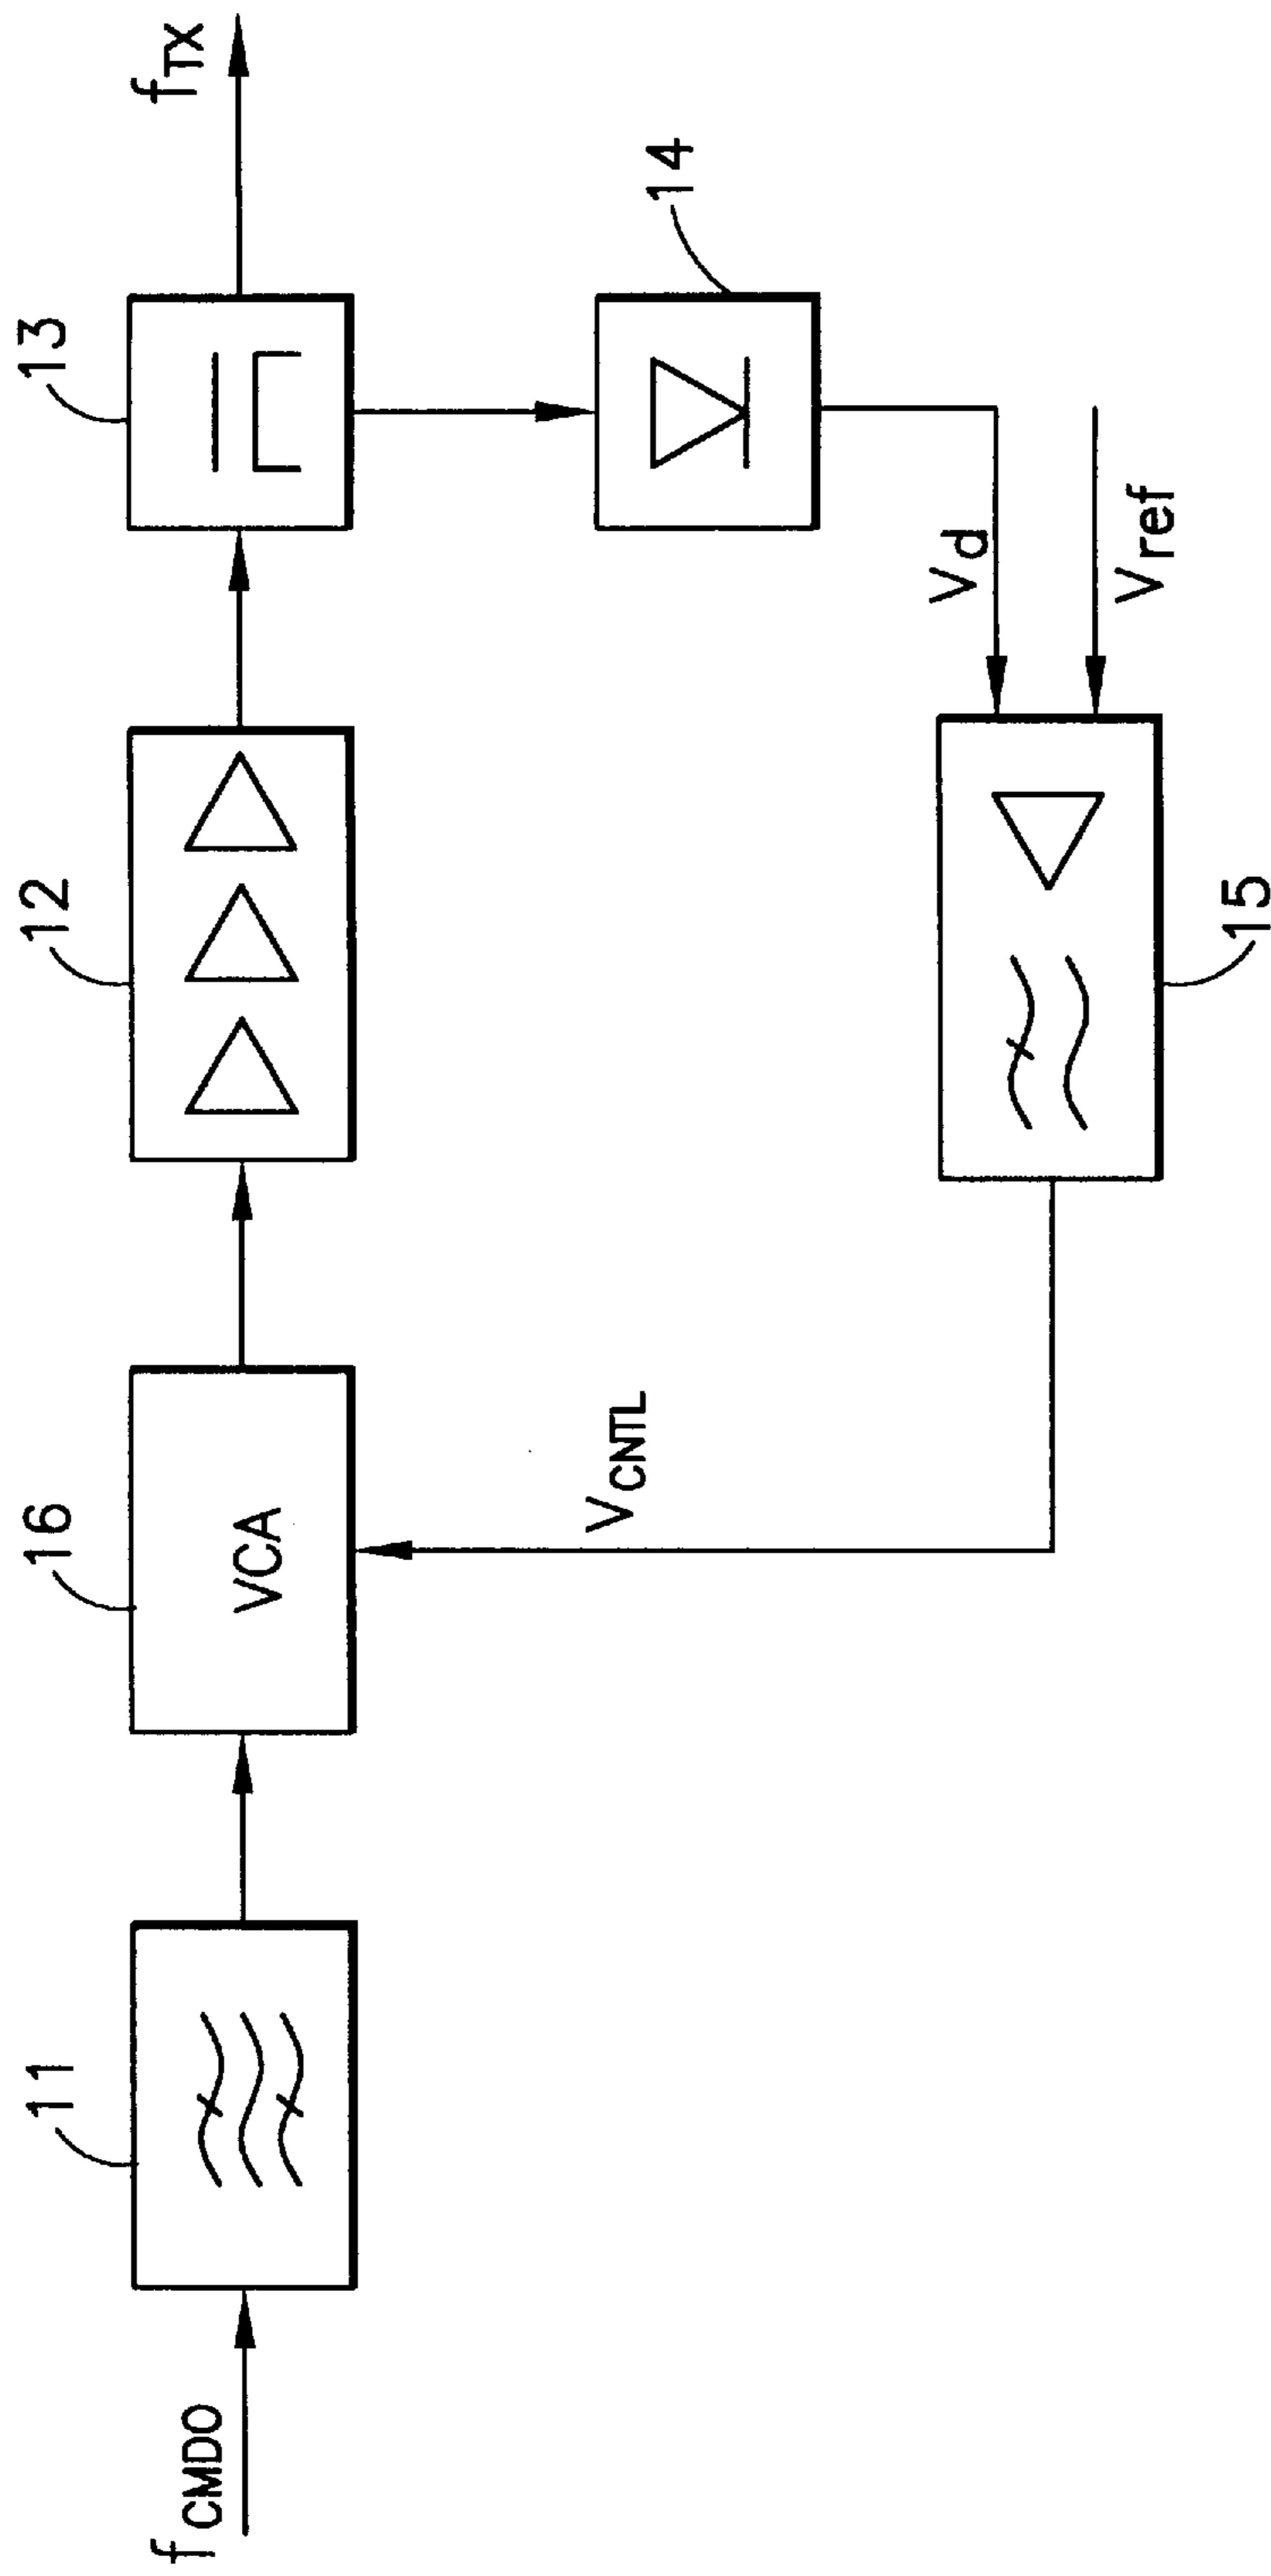 11
16
12
13
f_CMDO
VCA
f_TX
V_CNTL
14
V_d
V_ref
15